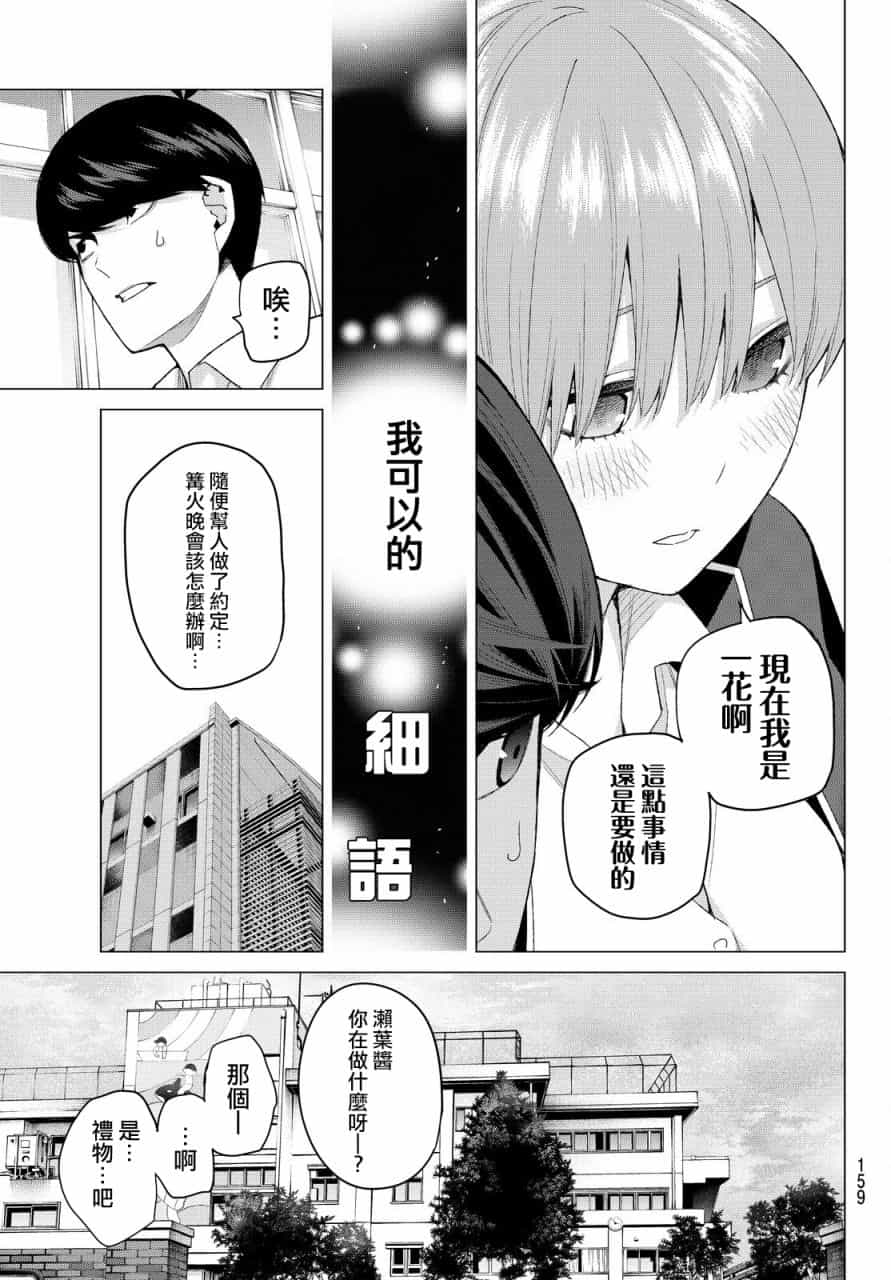 現在我是
一花啊
這點事情
還是要做的
我可以的
細語
唉…
隨便幫人做了約定…
篝火晚會該怎麼辦啊…
瀨葉醬
你在做什麼呀—?
那個—
…啊
是…
禮物…吧
159